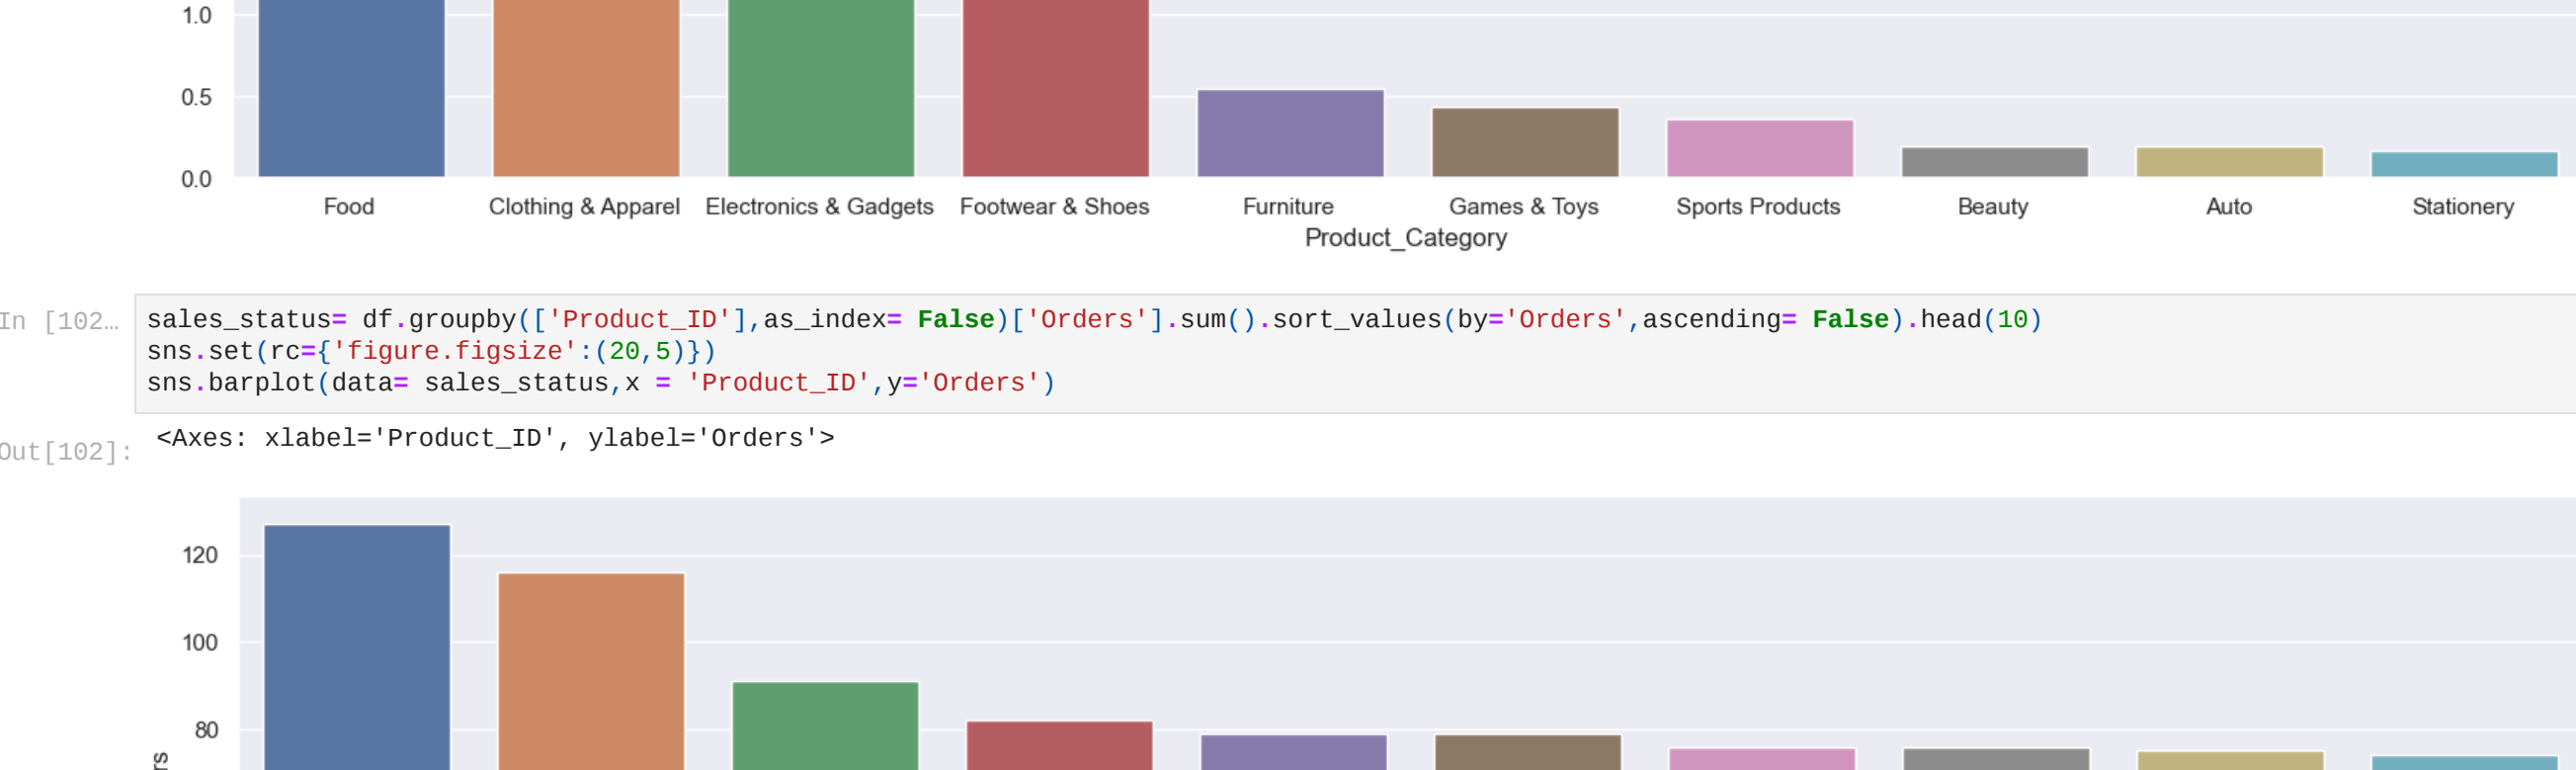 1.0
0.5
0.0
Food Clothing & Apparel Electronics & Gadgets Footwear & Shoes Furniture Games & Toys Sports Products Beauty Auto Stationery
Product_Category
In [102…
sales_status= df.groupby(['Product_ID'],as_index= False)['Orders'].sum().sort_values(by='Orders',ascending= False).head(10)
sns.set(rc={'figure.figsize':(20,5)})
sns.barplot(data= sales_status,x = 'Product_ID',y='Orders')
<Axes: xlabel='Product_ID', ylabel='Orders'>
Out[102]:
120
100
80
rs